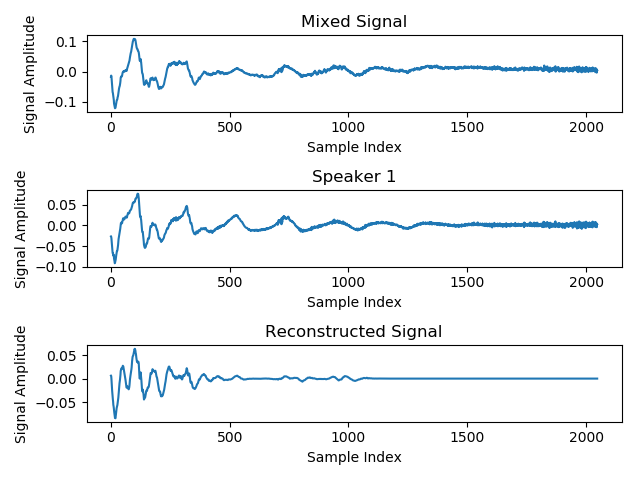 Mixed Signal
Signal Amplitude
0.1
0.0
−0.1
0 500 1000 1500 2000
Sample Index
Speaker 1
Signal Amplitude
0.05
0.00
−0.05
−0.10
0 500 1000 1500 2000
Sample Index
Reconstructed Signal
Signal Amplitude
0.05
0.00
−0.05
0 500 1000 1500 2000
Sample Index